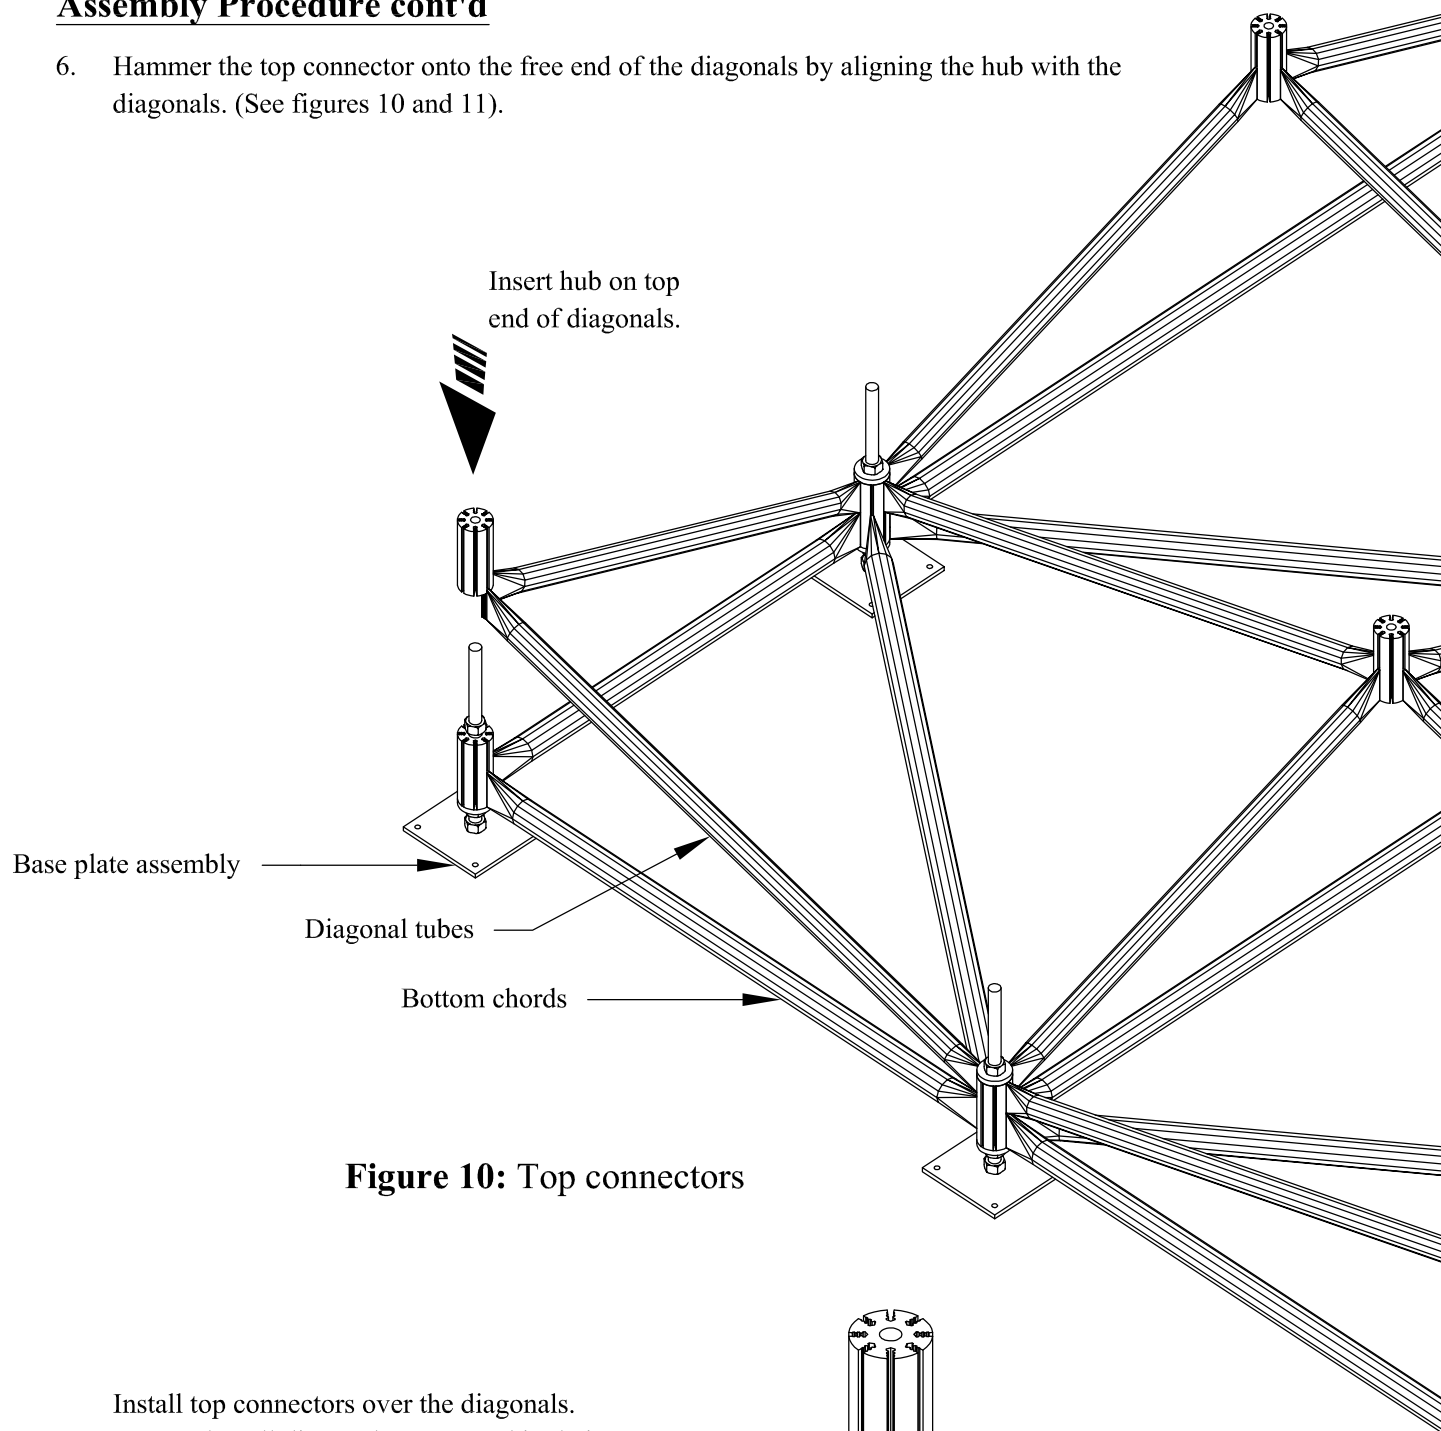 Assembly Procedure cont'd
6. Hammer the top connector onto the free end of the diagonals by aligning the hub with the
diagonals. (See figures 10 and 11).
Insert hub on top
end of diagonals.
Base plate assembly
Diagonal tubes
Bottom chords
Figure 10: Top connectors
Install top connectors over the diagonals.